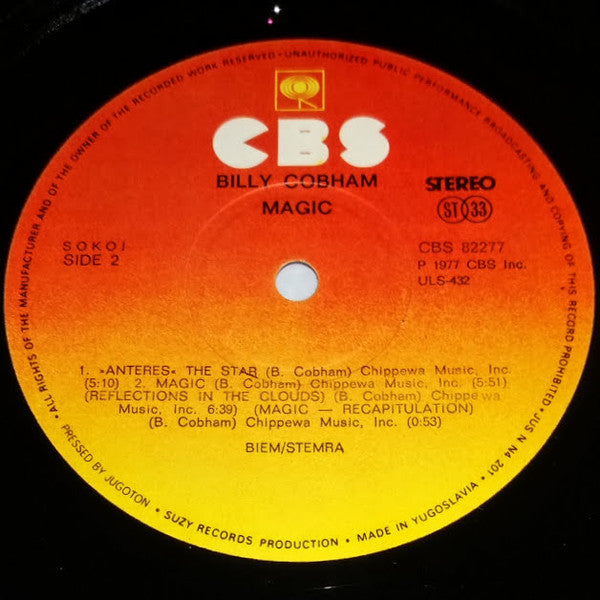 CBS
BILLY COBHAM
MAGIC
STEREO
ST 33
SOKOJ
SIDE 2
CBS 82277
P 1977 CBS Inc.
ULS-432
1. »ANTERES« THE STAR (B. Cobham) Chippewa Music, Inc.
(5:10) 2. MAGIC (B. Cobham) Chippewa Music, Inc. (5:51)
(REFLECTIONS IN THE CLOUDS) (B. Cobham) Chippewa
Music, Inc. 6:39) (MAGIC — RECAPITULATION)
(B. Cobham) Chippewa Music, Inc. (0:53)
BIEM/STEMRA
• ALL RIGHTS OF THE MANUFACTURER AND OF THE OWNER OF THE RECORDED WORK RESERVED • UNAUTHORIZED PUBLIC PERFORMANCE BROADCASTING AND COPYING OF THIS RECORD PROHIBITED • JUS N N4 201 • MADE IN YUGOSLAVIA • SUZY RECORDS PRODUCTION • PRESSED BY JUGOTON